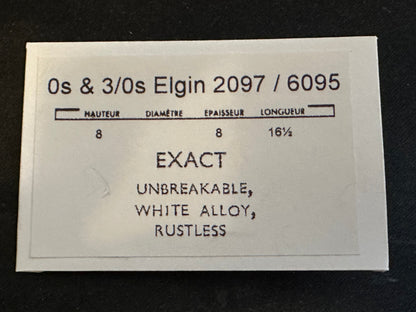 0s & 3/0s Elgin 2097 / 6095
HAUTEUR DIAMÈTRE EPAISSEUR LONGUEUR
8 8 16½
EXACT
UNBREAKABLE,
WHITE ALLOY,
RUSTLESS